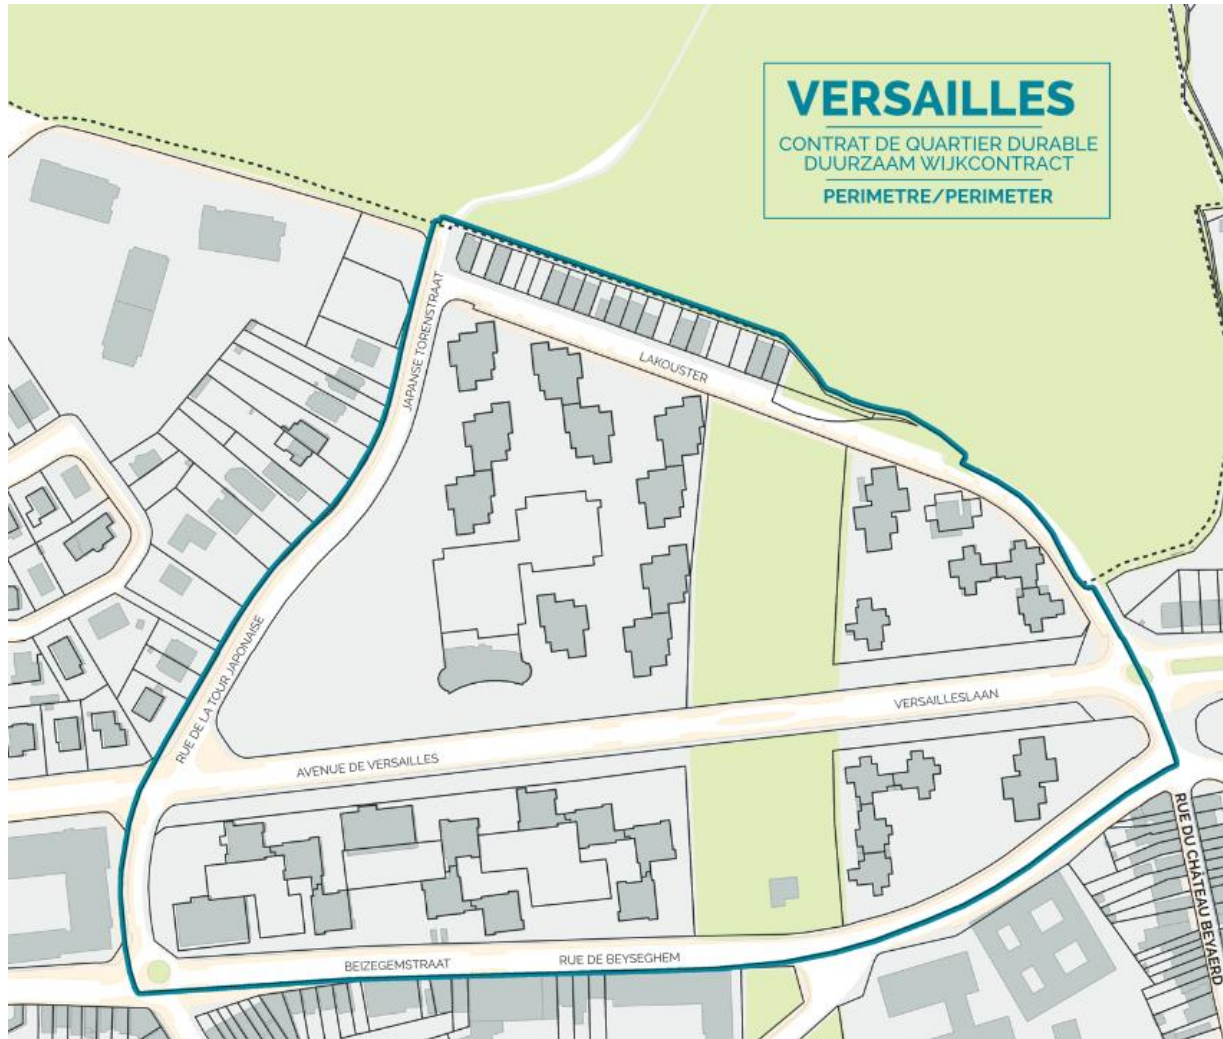 VERSAILLES
CONTRAT DE QUARTIER DURABLE
DUURZAAM WIJKCONTRACT
PERIMETRE/PERIMETER
JAPANSE TORENSTRAAT
LAKOUSTER
RUE DE LA TOUR JAPONAISE
VERSAILLESLAAN
AVENUE DE VERSAILLES
RUE DU CHATEAU BEYAERD
BEIZEGEMSTRAAT
RUE DE BEYSEGHEM